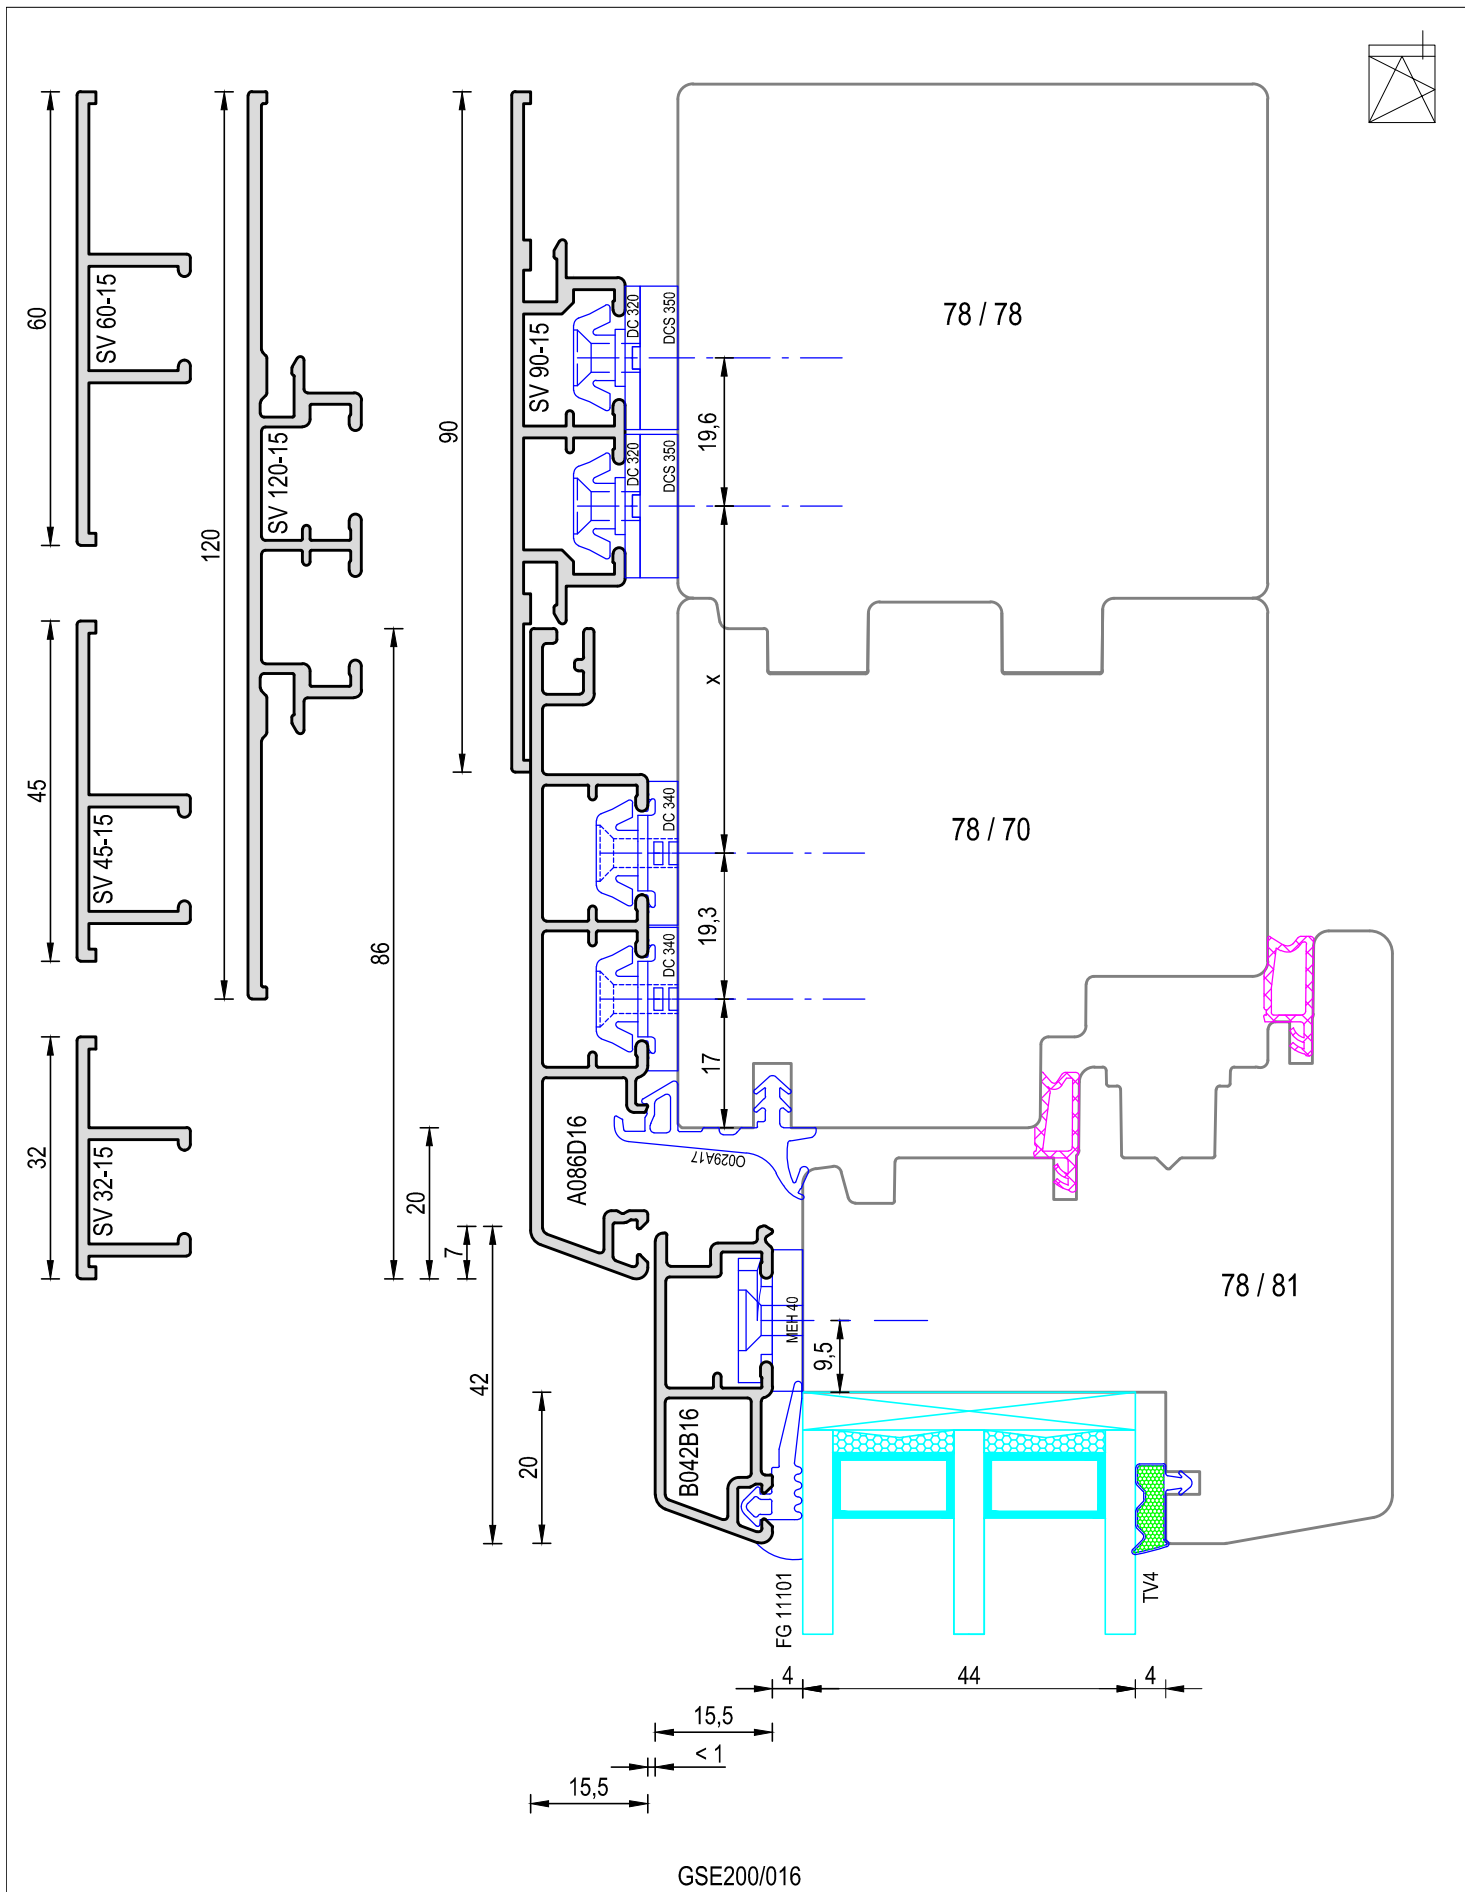 60
SV 60-15
45
SV 45-15
32
SV 32-15
120
SV 120-15
90
SV 90-15
DC 320
DCS 350
DC 320
DCS 350
78 / 78
19,6
x
78 / 70
DC 340
19,3
DC 340
17
86
A086D16
O029A17
20
7
42
20
B042B16
MEH 40
9,5
78 / 81
FG 11101
TV4
4
44
4
15,5
< 1
15,5
GSE200/016